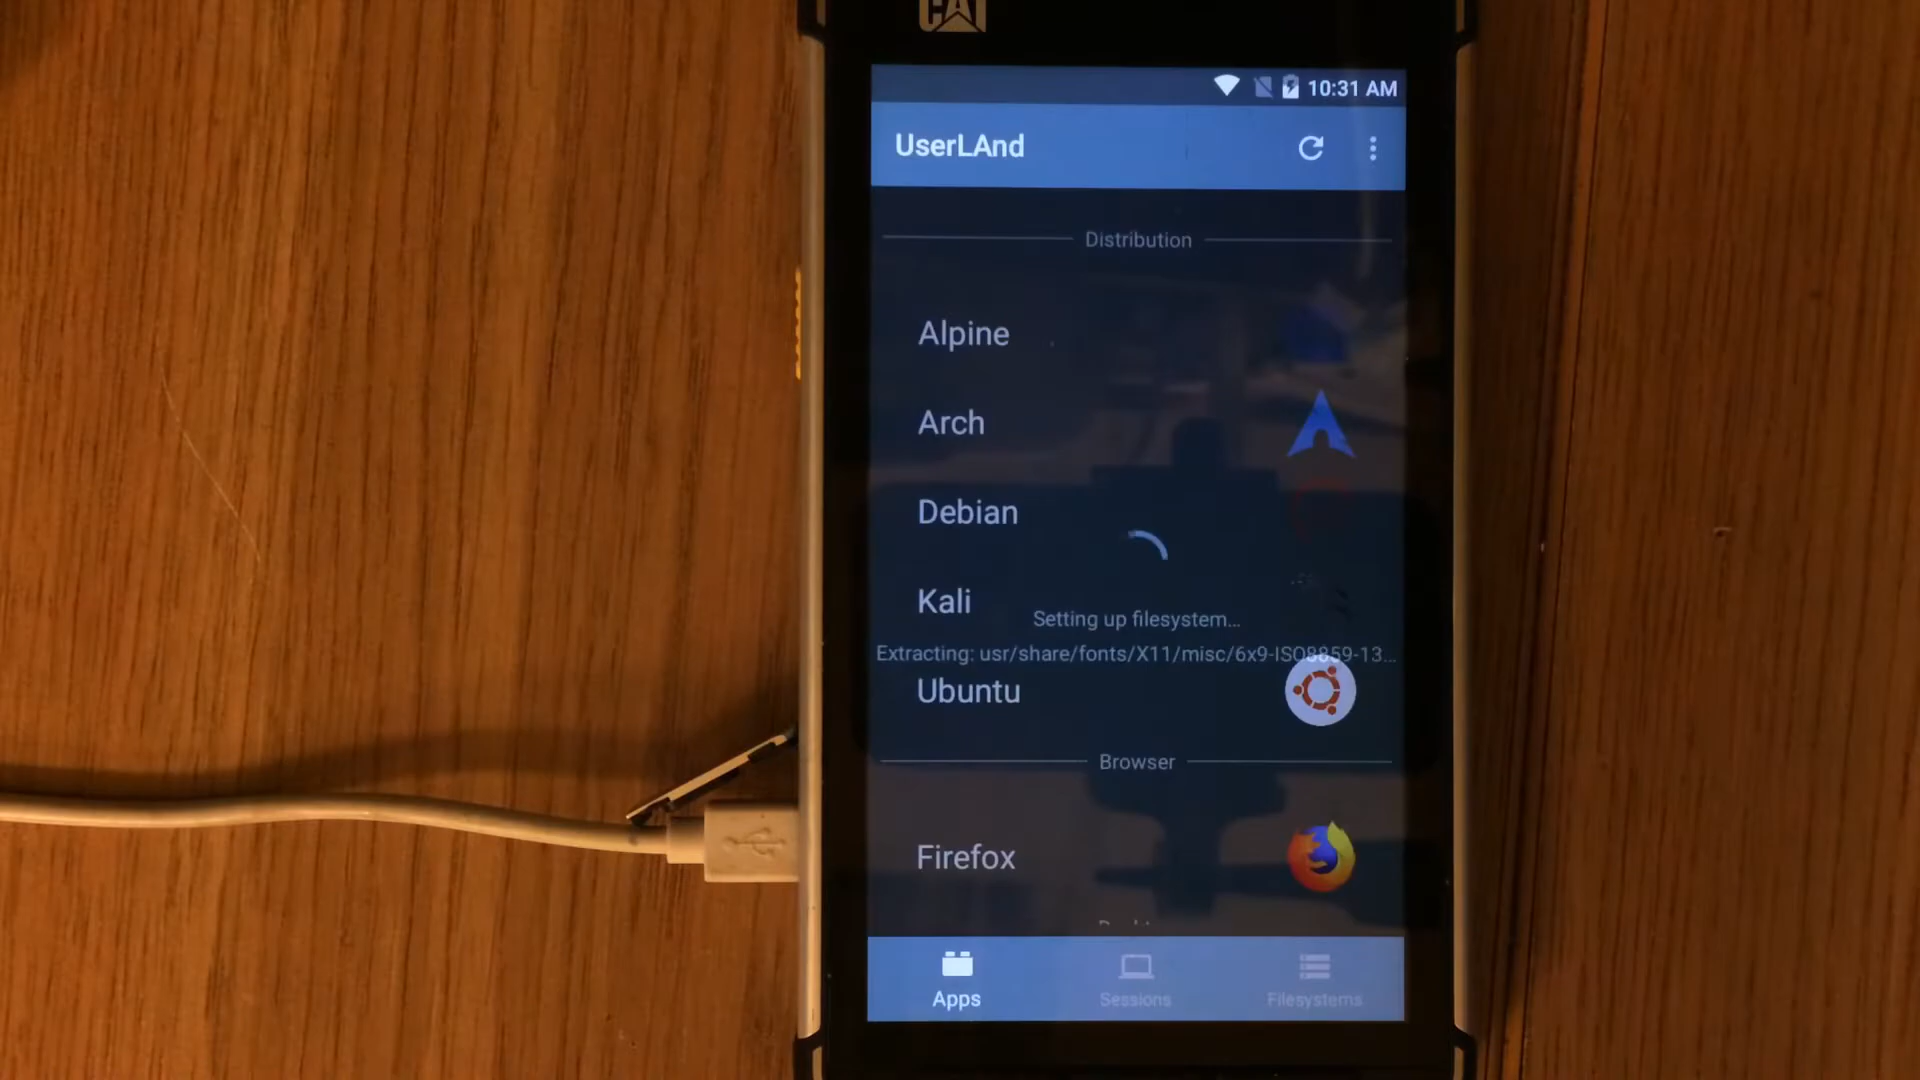 CAT
10:31 AM
UserLAnd
Distribution
Alpine
Arch
Debian
Kali
Setting up filesystem...
Extracting: usr/share/fonts/X11/misc/6x9-ISO8859-13...
Ubuntu
Browser
Firefox
Apps
Sessions
Filesystems